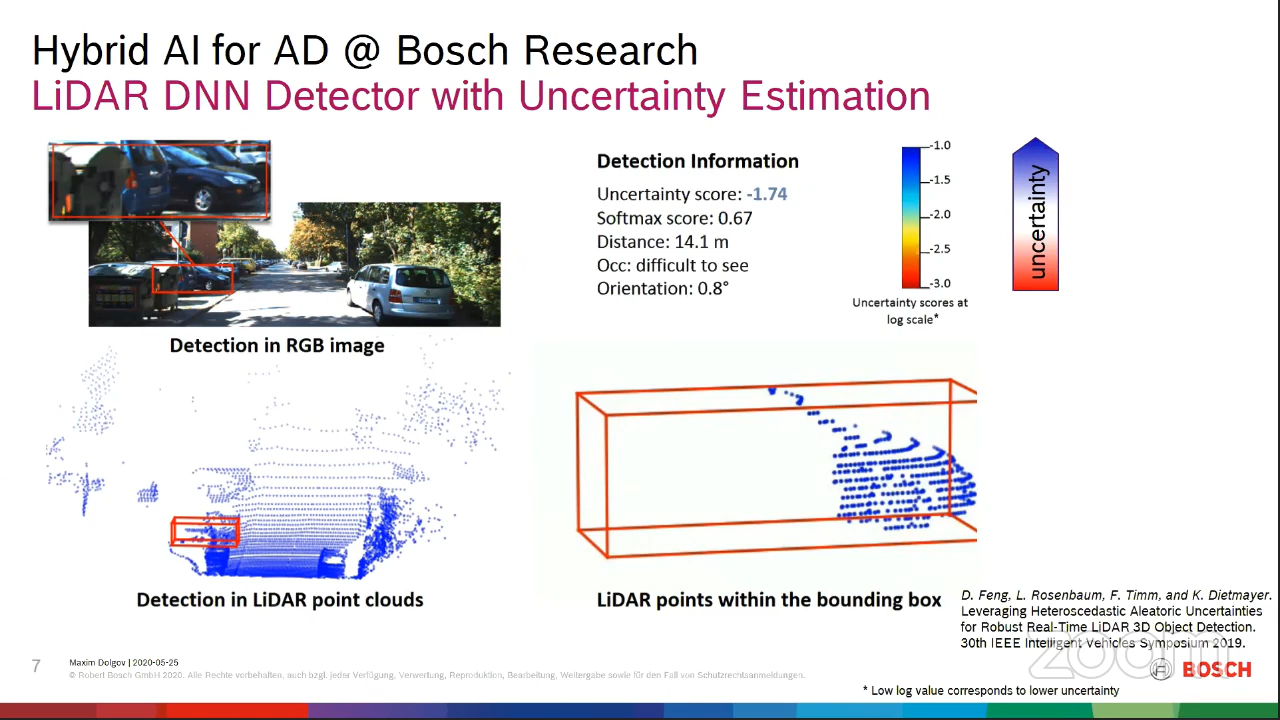 Hybrid AI for AD @ Bosch Research
LiDAR DNN Detector with Uncertainty Estimation
Detection Information
Uncertainty score: -1.74
Softmax score: 0.67
Distance: 14.1 m
Occ: difficult to see
Orientation: 0.8°
-1.0
-1.5
-2.0
-2.5
-3.0
Uncertainty scores at
log scale*
uncertainty
Detection in RGB image
Detection in LiDAR point clouds
LiDAR points within the bounding box
D. Feng, L. Rosenbaum, F. Timm, and K. Dietmayer.
Leveraging Heteroscedastic Aleatoric Uncertainties
for Robust Real-Time LiDAR 3D Object Detection.
30th IEEE Intelligent Vehicles Symposium 2019.
zoom
7
Maxim Dolgov | 2020-05-25
© Robert Bosch GmbH 2020. Alle Rechte vorbehalten, auch bzgl. jeder Verfügung, Verwertung, Reproduktion, Bearbeitung, Weitergabe sowie für den Fall von Schutzrechtsanmeldungen.
BOSCH
* Low log value corresponds to lower uncertainty